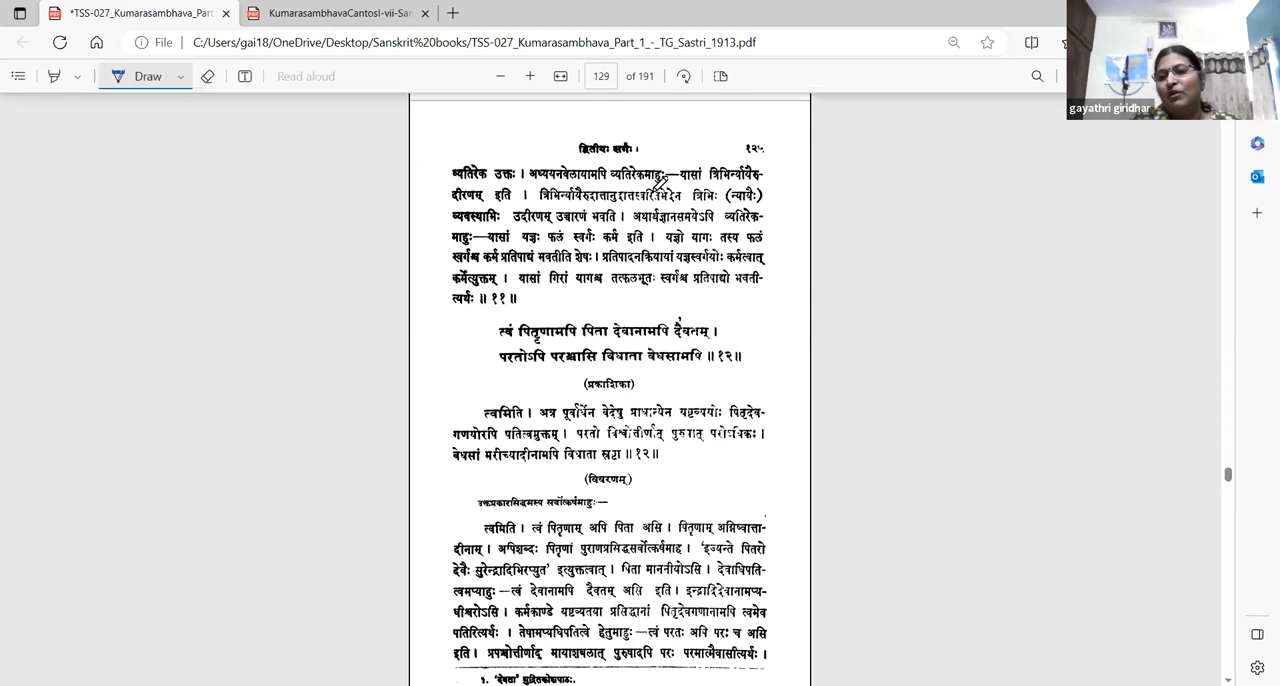 *TSS-027_Kumarasambhava_Part
KumarasambhavaCantosI-vii-San
File
C:/Users/gai18/OneDrive/Desktop/Sanskrit%20books/TSS-027_Kumarasambhava_Part_1_-_TG_Sastri_1913.pdf
Draw
Read aloud
129 of 191
gayathri giridhar
द्वितीयः सर्गः। १२५
व्यतिरेक उक्तः। अध्ययनवेलायामपि व्यतिरेकमाहुः—यासां त्रिभिर्न्यायैरु-
दीरणम् इति । त्रिभिर्न्यायैरुदात्तानुदात्तस्वरितभेदेन त्रिभिः (न्यायैः)
व्यवस्थाभिः उदीरणम् उच्चारणं भवति। अथार्थज्ञानसमयेऽपि व्यतिरेक-
माहुः—यासां यज्ञः फलं स्वर्गः कर्म इति । यज्ञो यागः तस्य फलं
स्वर्गश्च कर्म प्रतिपाद्यं भवतीति शेषः। प्रतिपादनक्रियायां यज्ञस्वर्गयोः कर्मत्वात्
कर्मेत्युक्तम् । यासां गिरां यागश्च तत्फलभूतः स्वर्गश्च प्रतिपाद्यो भवती-
त्यर्थः ॥ ११ ॥
त्वं पितॄणामपि पिता देवानामपि दैवतम् ।
परतोऽपि परश्चासि विधाता वेधसामपि ॥ १२ ॥
(प्रकाशिका)
त्वमिति । अत्र पूर्वार्धेन वेदेषु प्राधान्येन यष्टव्ययोः पितृदेव-
गणयोरपि पतित्वमुक्तम् । परतो विश्वोत्तीर्णात् पुरुषात् परोऽधिकः।
वेधसां मरीच्यादीनामपि विधाता स्रष्टा ॥ १२ ॥
(विवरणम्)
उक्तप्रकारसिद्धमस्य सर्वोत्कर्षमाहुः—
त्वमिति । त्वं पितॄणाम् अपि पिता असि । पितॄणाम् अग्निष्वात्ता-
दीनाम् । अपिशब्दः पितॄणां पुराणप्रसिद्धसर्वोत्कर्षमाह । 'इज्यन्ते पितरो
देवैः सुरेन्द्रादिभिरप्युत' इत्युक्तत्वात् । पिता माननीयोऽसि । देवाधिपति-
त्वमप्याहुः—त्वं देवानामपि दैवतम् असि इति। इन्द्रादिदेवानामप्य-
धीश्वरोऽसि । कर्मकाण्डे यष्टव्यतया प्रसिद्धानां पितृदेवगणानामपि त्वमेव
पतिरित्यर्थः । तेषामप्यधिपतित्वे हेतुमाहुः—त्वं परतः अपि परः च असि
इति। प्रपञ्चोत्तीर्णाद् मायाशबलात् पुरुषादपि परः परमात्मैवासीत्यर्थः ।
१. 'देवता' मुद्रितकोशपाठः.